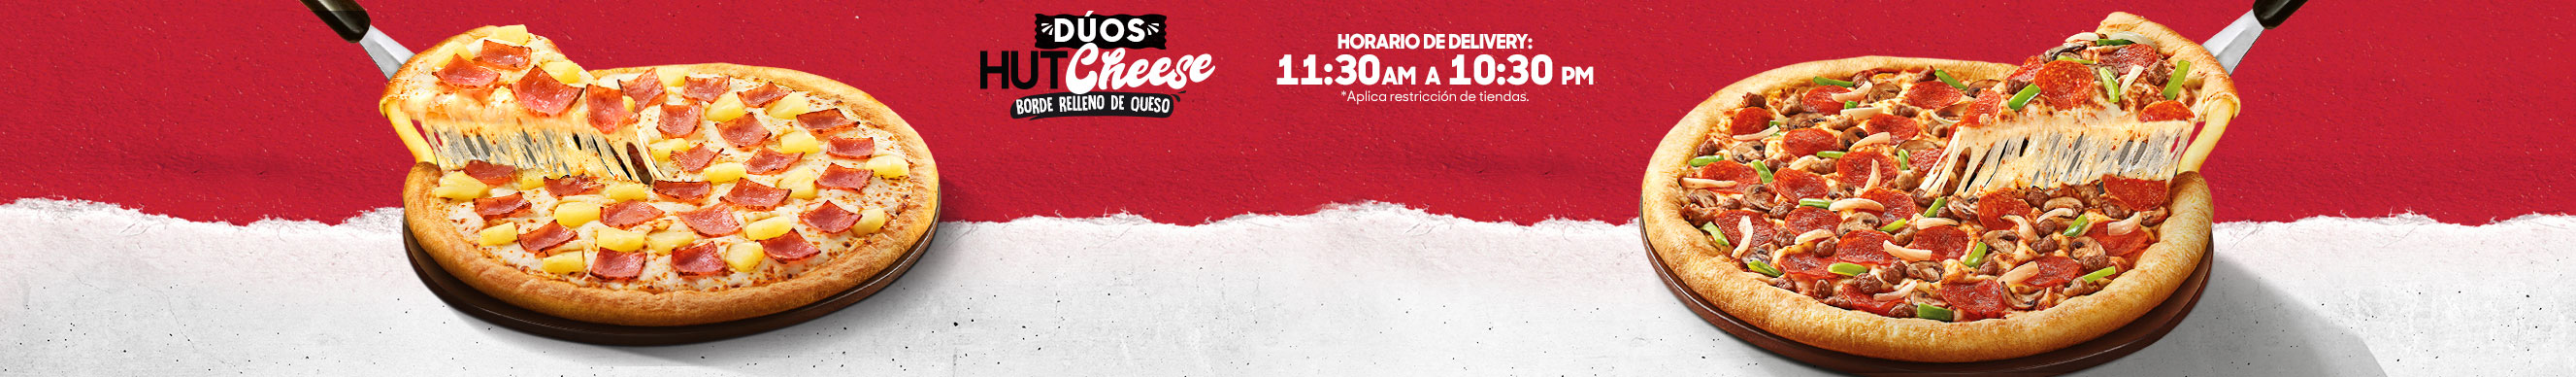 DÚOS
HUT Cheese
BORDE RELLENO DE QUESO
HORARIO DE DELIVERY:
11:30 AM A 10:30 PM
*Aplica restricción de tiendas.